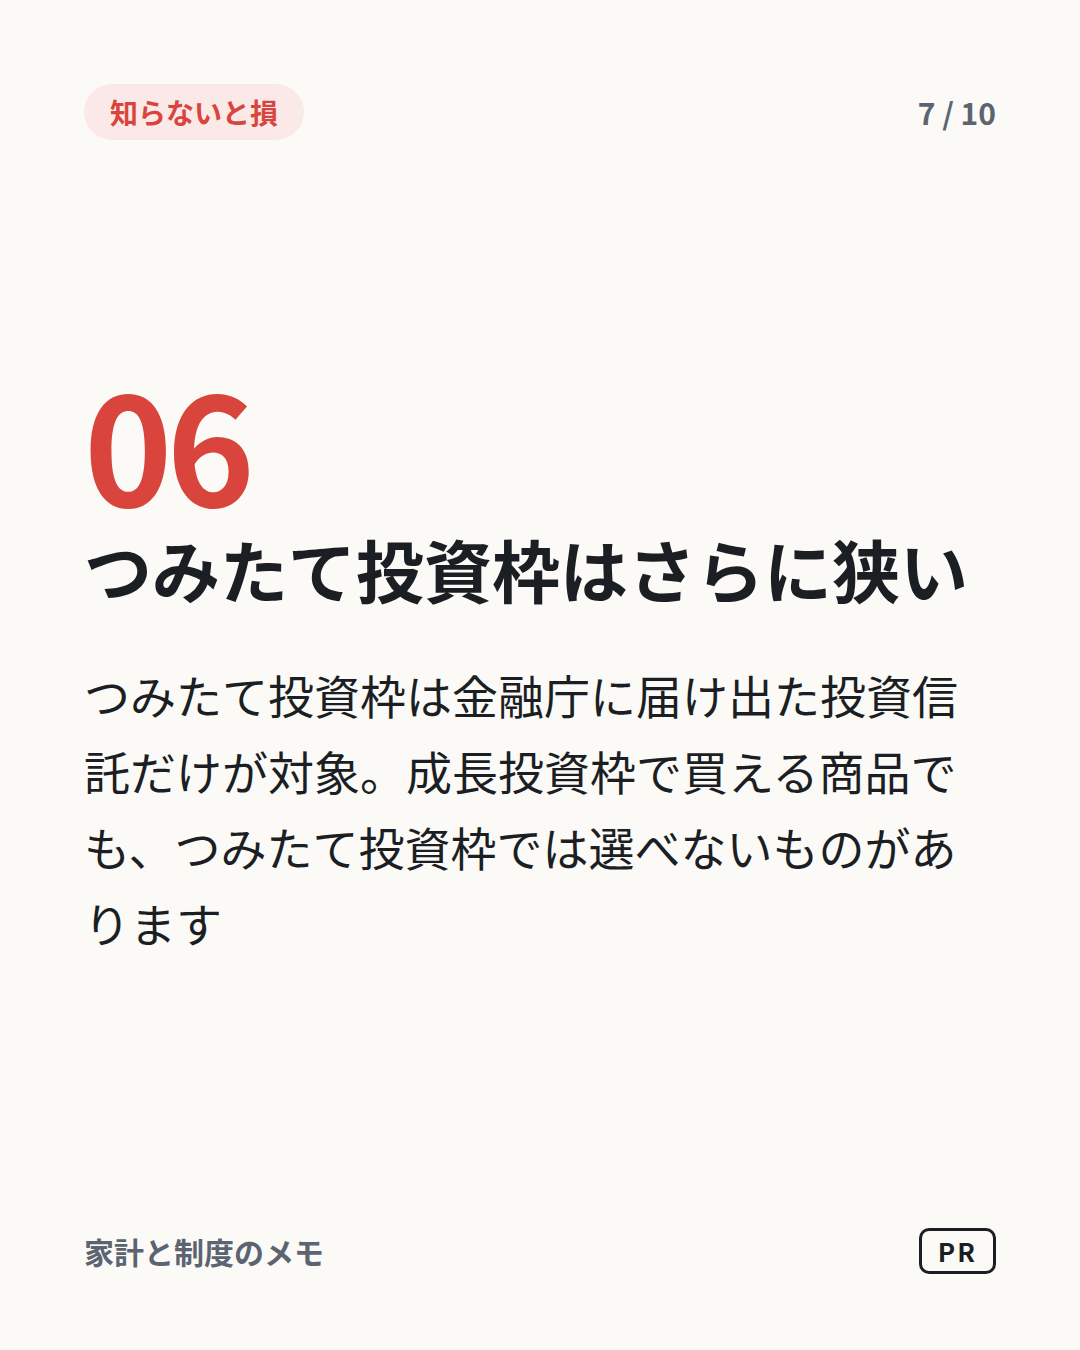 知らないと損
7 / 10
06
つみたて投資枠はさらに狭い
つみたて投資枠は金融庁に届け出た投資信
託だけが対象。成長投資枠で買える商品で
も、つみたて投資枠では選べないものがあ
ります
家計と制度のメモ
PR